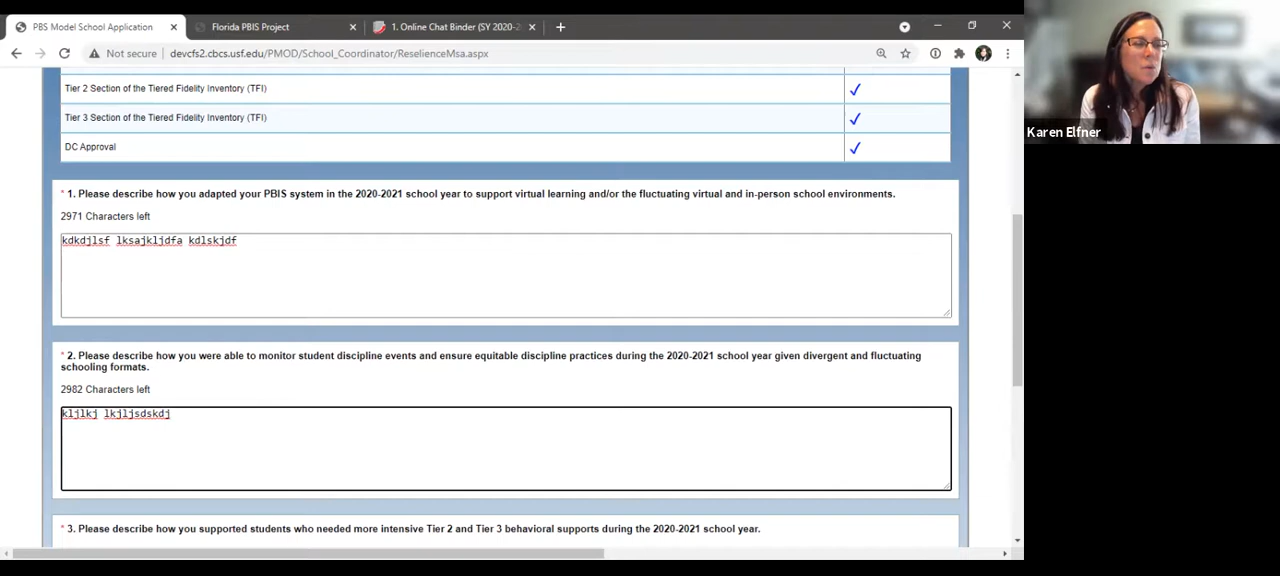 PBS Model School Application
Florida PBIS Project
1. Online Chat Binder (SY 2020-2
Not secure
devcfs2.cbcs.usf.edu/PMOD/School_Coordinator/ReselienceMsa.aspx
Karen Elfner
Tier 2 Section of the Tiered Fidelity Inventory (TFI)
Tier 3 Section of the Tiered Fidelity Inventory (TFI)
DC Approval
* 1. Please describe how you adapted your PBIS system in the 2020-2021 school year to support virtual learning and/or the fluctuating virtual and in-person school environments.
2971 Characters left
kdkdjlsf lksajkljdfa kdlskjdf
* 2. Please describe how you were able to monitor student discipline events and ensure equitable discipline practices during the 2020-2021 school year given divergent and fluctuating
schooling formats.
2982 Characters left
kljlkj lkjljsdskdj
* 3. Please describe how you supported students who needed more intensive Tier 2 and Tier 3 behavioral supports during the 2020-2021 school year.